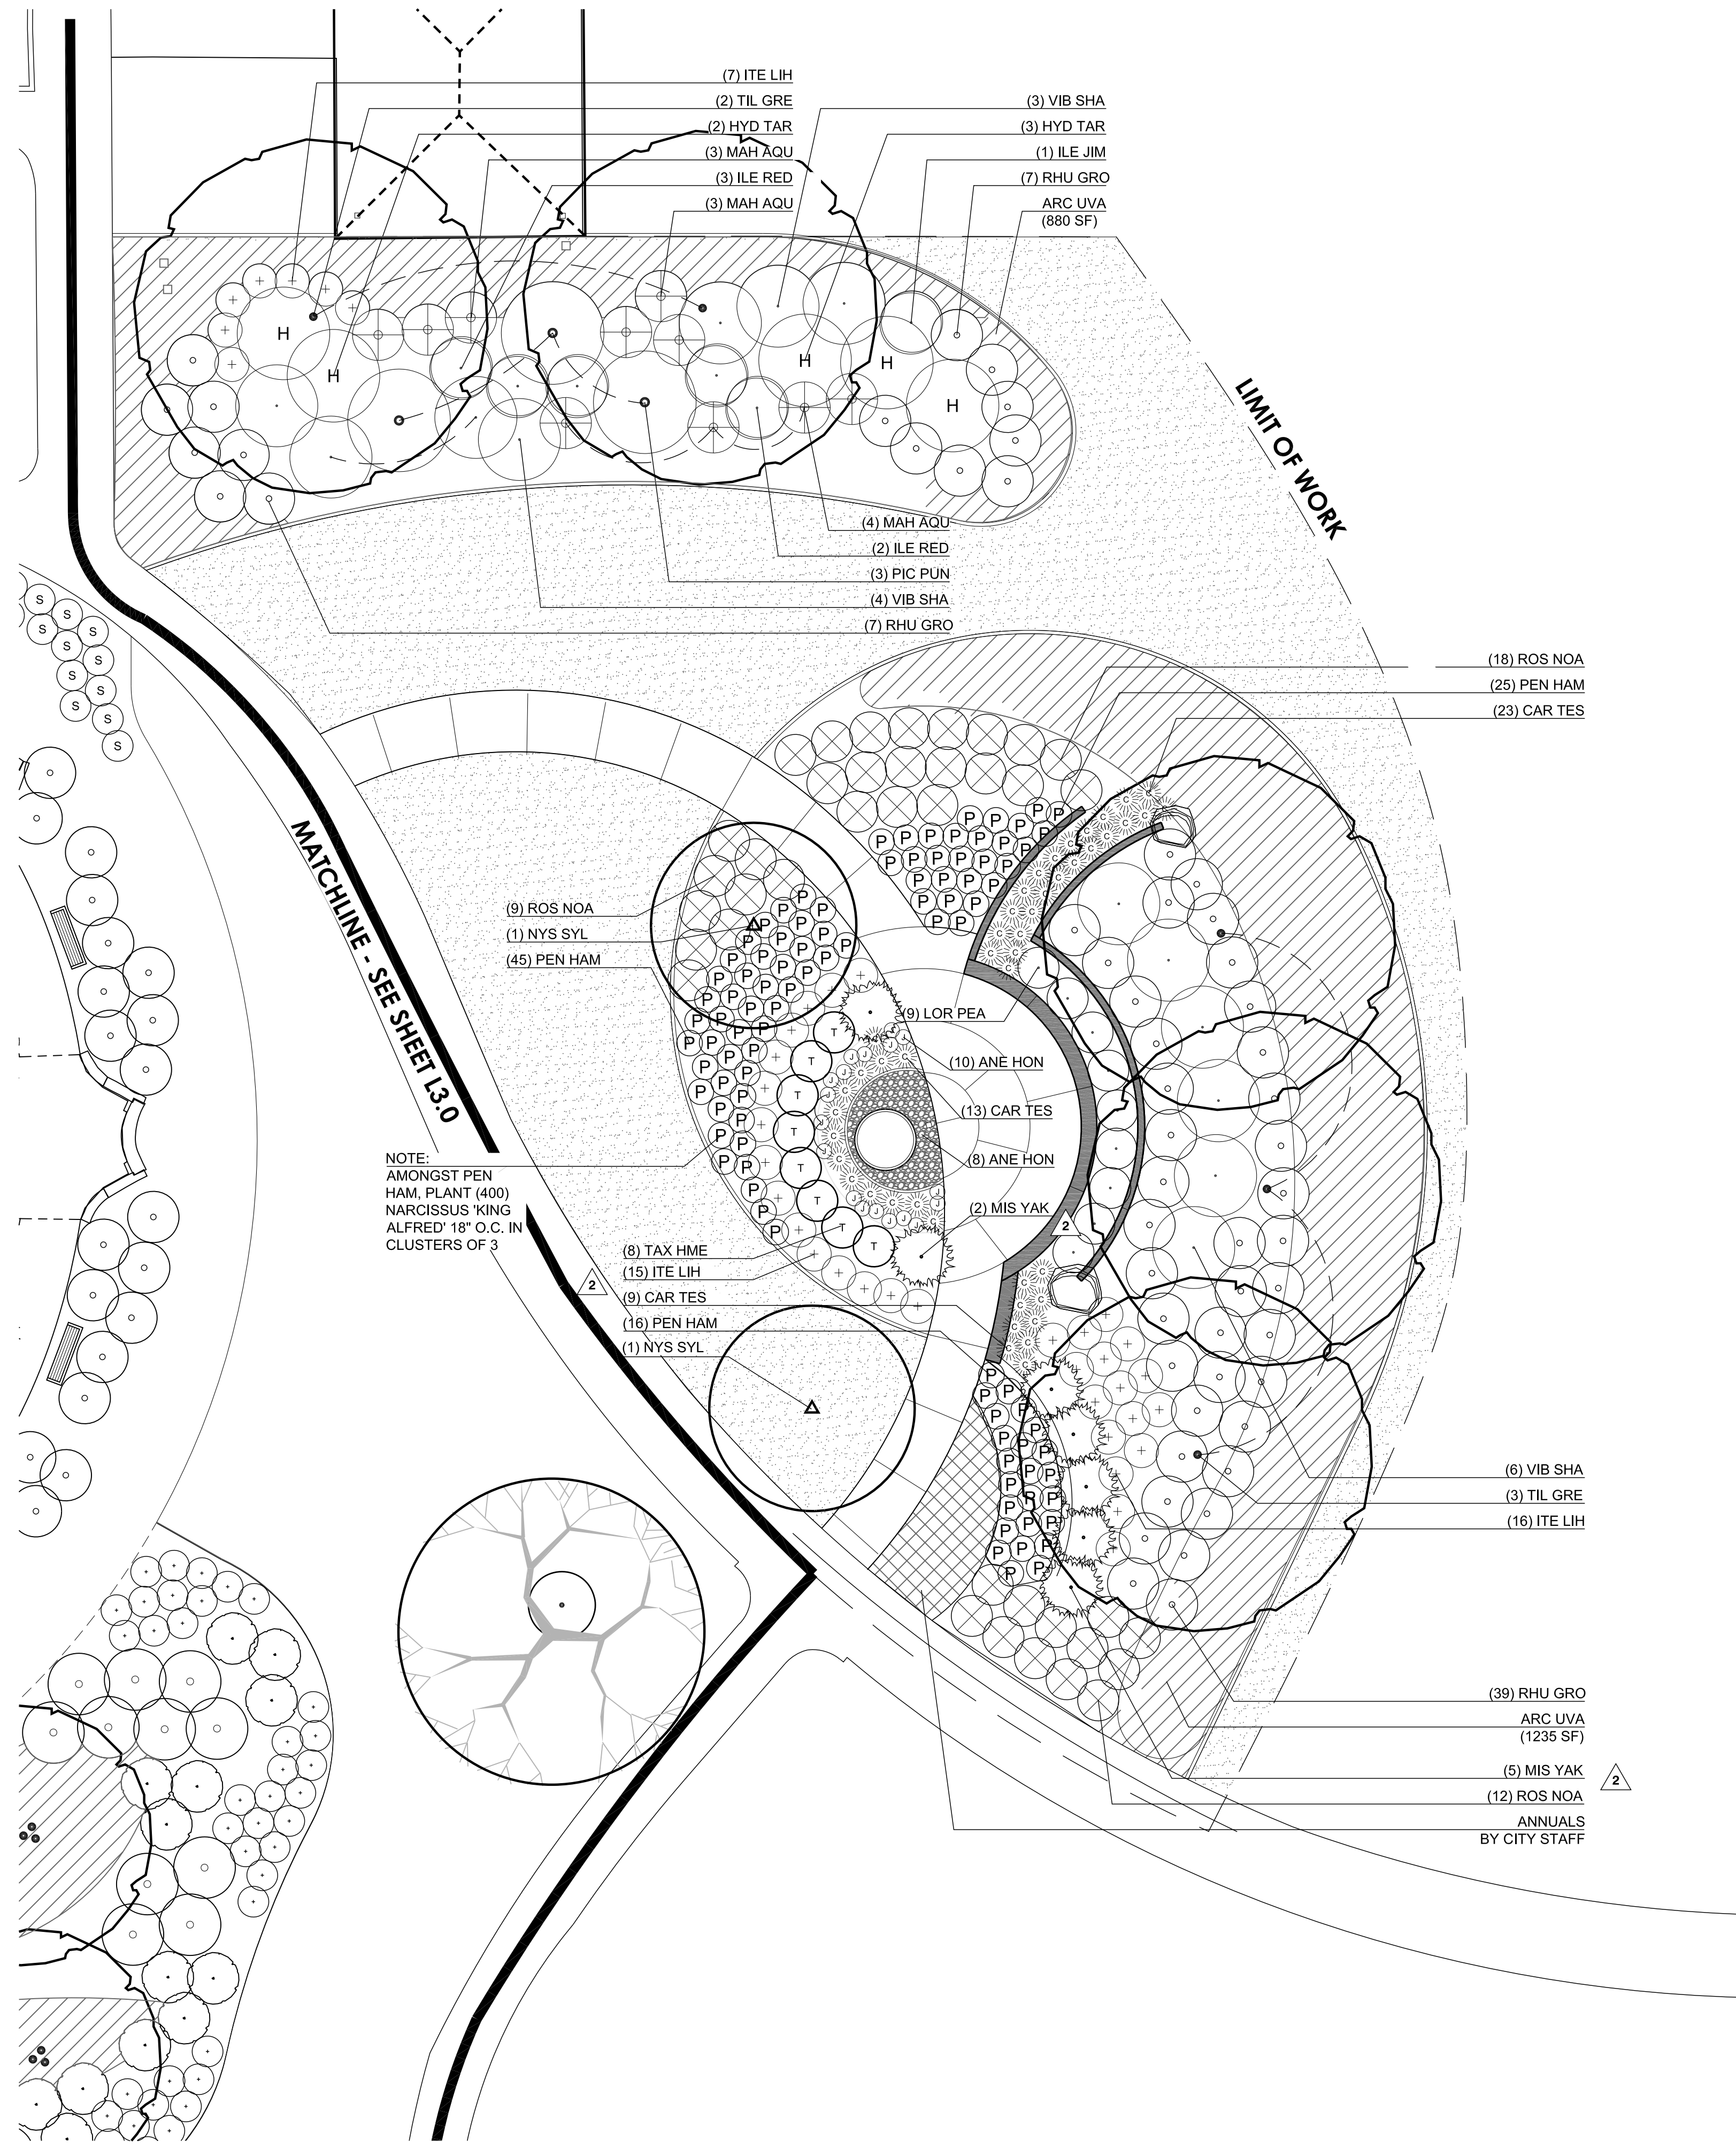 (7) ITE LIH
(2) TIL GRE
(2) HYD TAR
(3) MAH AQU
(3) ILE RED
(3) MAH AQU
(3) VIB SHA
(3) HYD TAR
(1) ILE JIM
(7) RHU GRO
ARC UVA
(880 SF)
LIMIT OF WORK
(4) MAH AQU
(2) ILE RED
(3) PIC PUN
(4) VIB SHA
(7) RHU GRO
(18) ROS NOA
(25) PEN HAM
(23) CAR TES
MATCHLINE - SEE SHEET L3.0
(9) ROS NOA
(1) NYS SYL
(45) PEN HAM
(9) LOR PEA
(10) ANE HON
(13) CAR TES
(8) ANE HON
(2) MIS YAK
2
NOTE:
AMONGST PEN
HAM, PLANT (400)
NARCISSUS 'KING
ALFRED' 18" O.C. IN
CLUSTERS OF 3
2
(8) TAX HME
(15) ITE LIH
(9) CAR TES
(16) PEN HAM
(1) NYS SYL
(6) VIB SHA
(3) TIL GRE
(16) ITE LIH
(39) RHU GRO
ARC UVA
(1235 SF)
(5) MIS YAK
2
(12) ROS NOA
ANNUALS
BY CITY STAFF